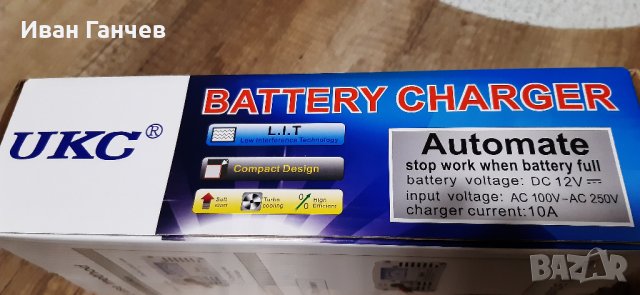 Иван Ганчев
UKC®
BATTERY CHARGER
L.I.T
Low Interference Technology
Compact Design
Soft start
Turbo cooling
High Efficient
Automate
stop work when battery full
battery voltage: DC 12V
input voltage: AC 100V-AC 250V
charger current:10A
BAZAR